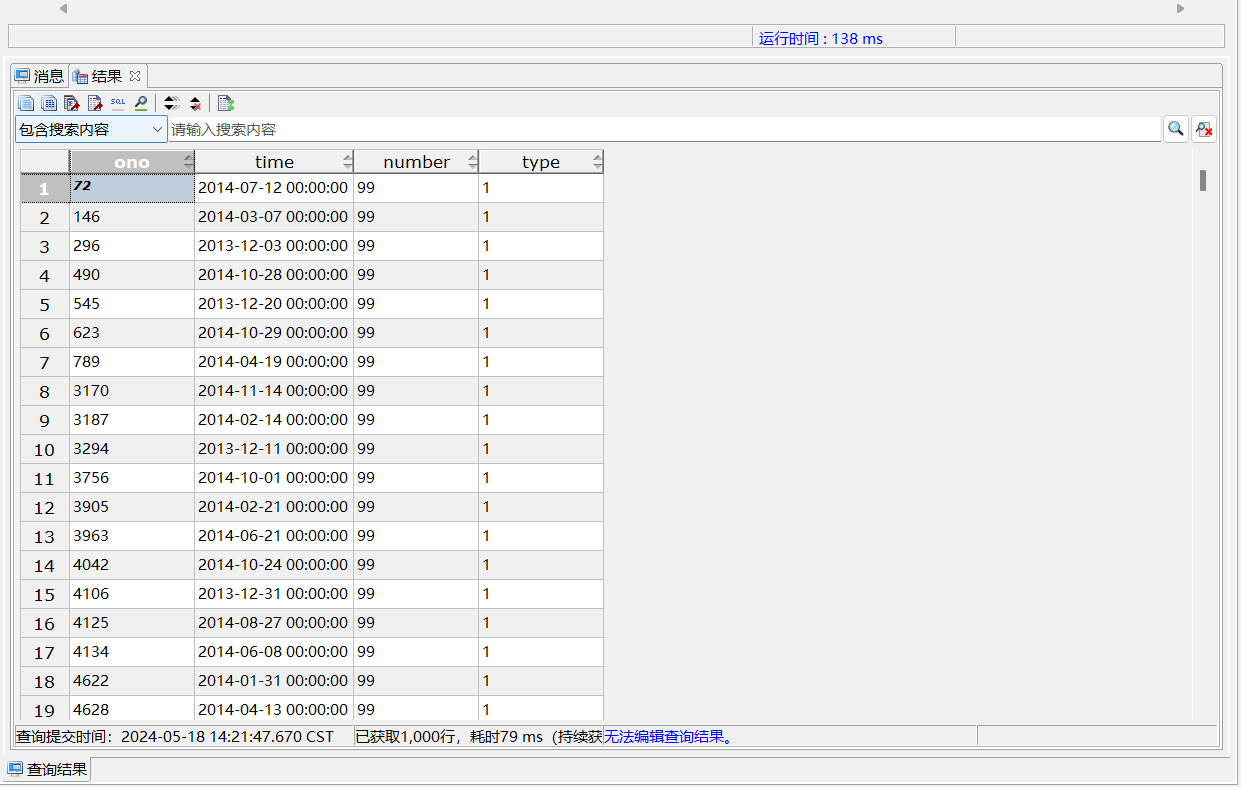 运行时间 : 138 ms
消息 结果
SQL
包含搜索内容 请输入搜索内容
ono time number type
1 72 2014-07-12 00:00:00 99 1
2 146 2014-03-07 00:00:00 99 1
3 296 2013-12-03 00:00:00 99 1
4 490 2014-10-28 00:00:00 99 1
5 545 2013-12-20 00:00:00 99 1
6 623 2014-10-29 00:00:00 99 1
7 789 2014-04-19 00:00:00 99 1
8 3170 2014-11-14 00:00:00 99 1
9 3187 2014-02-14 00:00:00 99 1
10 3294 2013-12-11 00:00:00 99 1
11 3756 2014-10-01 00:00:00 99 1
12 3905 2014-02-21 00:00:00 99 1
13 3963 2014-06-21 00:00:00 99 1
14 4042 2014-10-24 00:00:00 99 1
15 4106 2013-12-31 00:00:00 99 1
16 4125 2014-08-27 00:00:00 99 1
17 4134 2014-06-08 00:00:00 99 1
18 4622 2014-01-31 00:00:00 99 1
19 4628 2014-04-13 00:00:00 99 1
查询提交时间：2024-05-18 14:21:47.670 CST 已获取1,000行，耗时79 ms（持续获 无法编辑查询结果。
查询结果